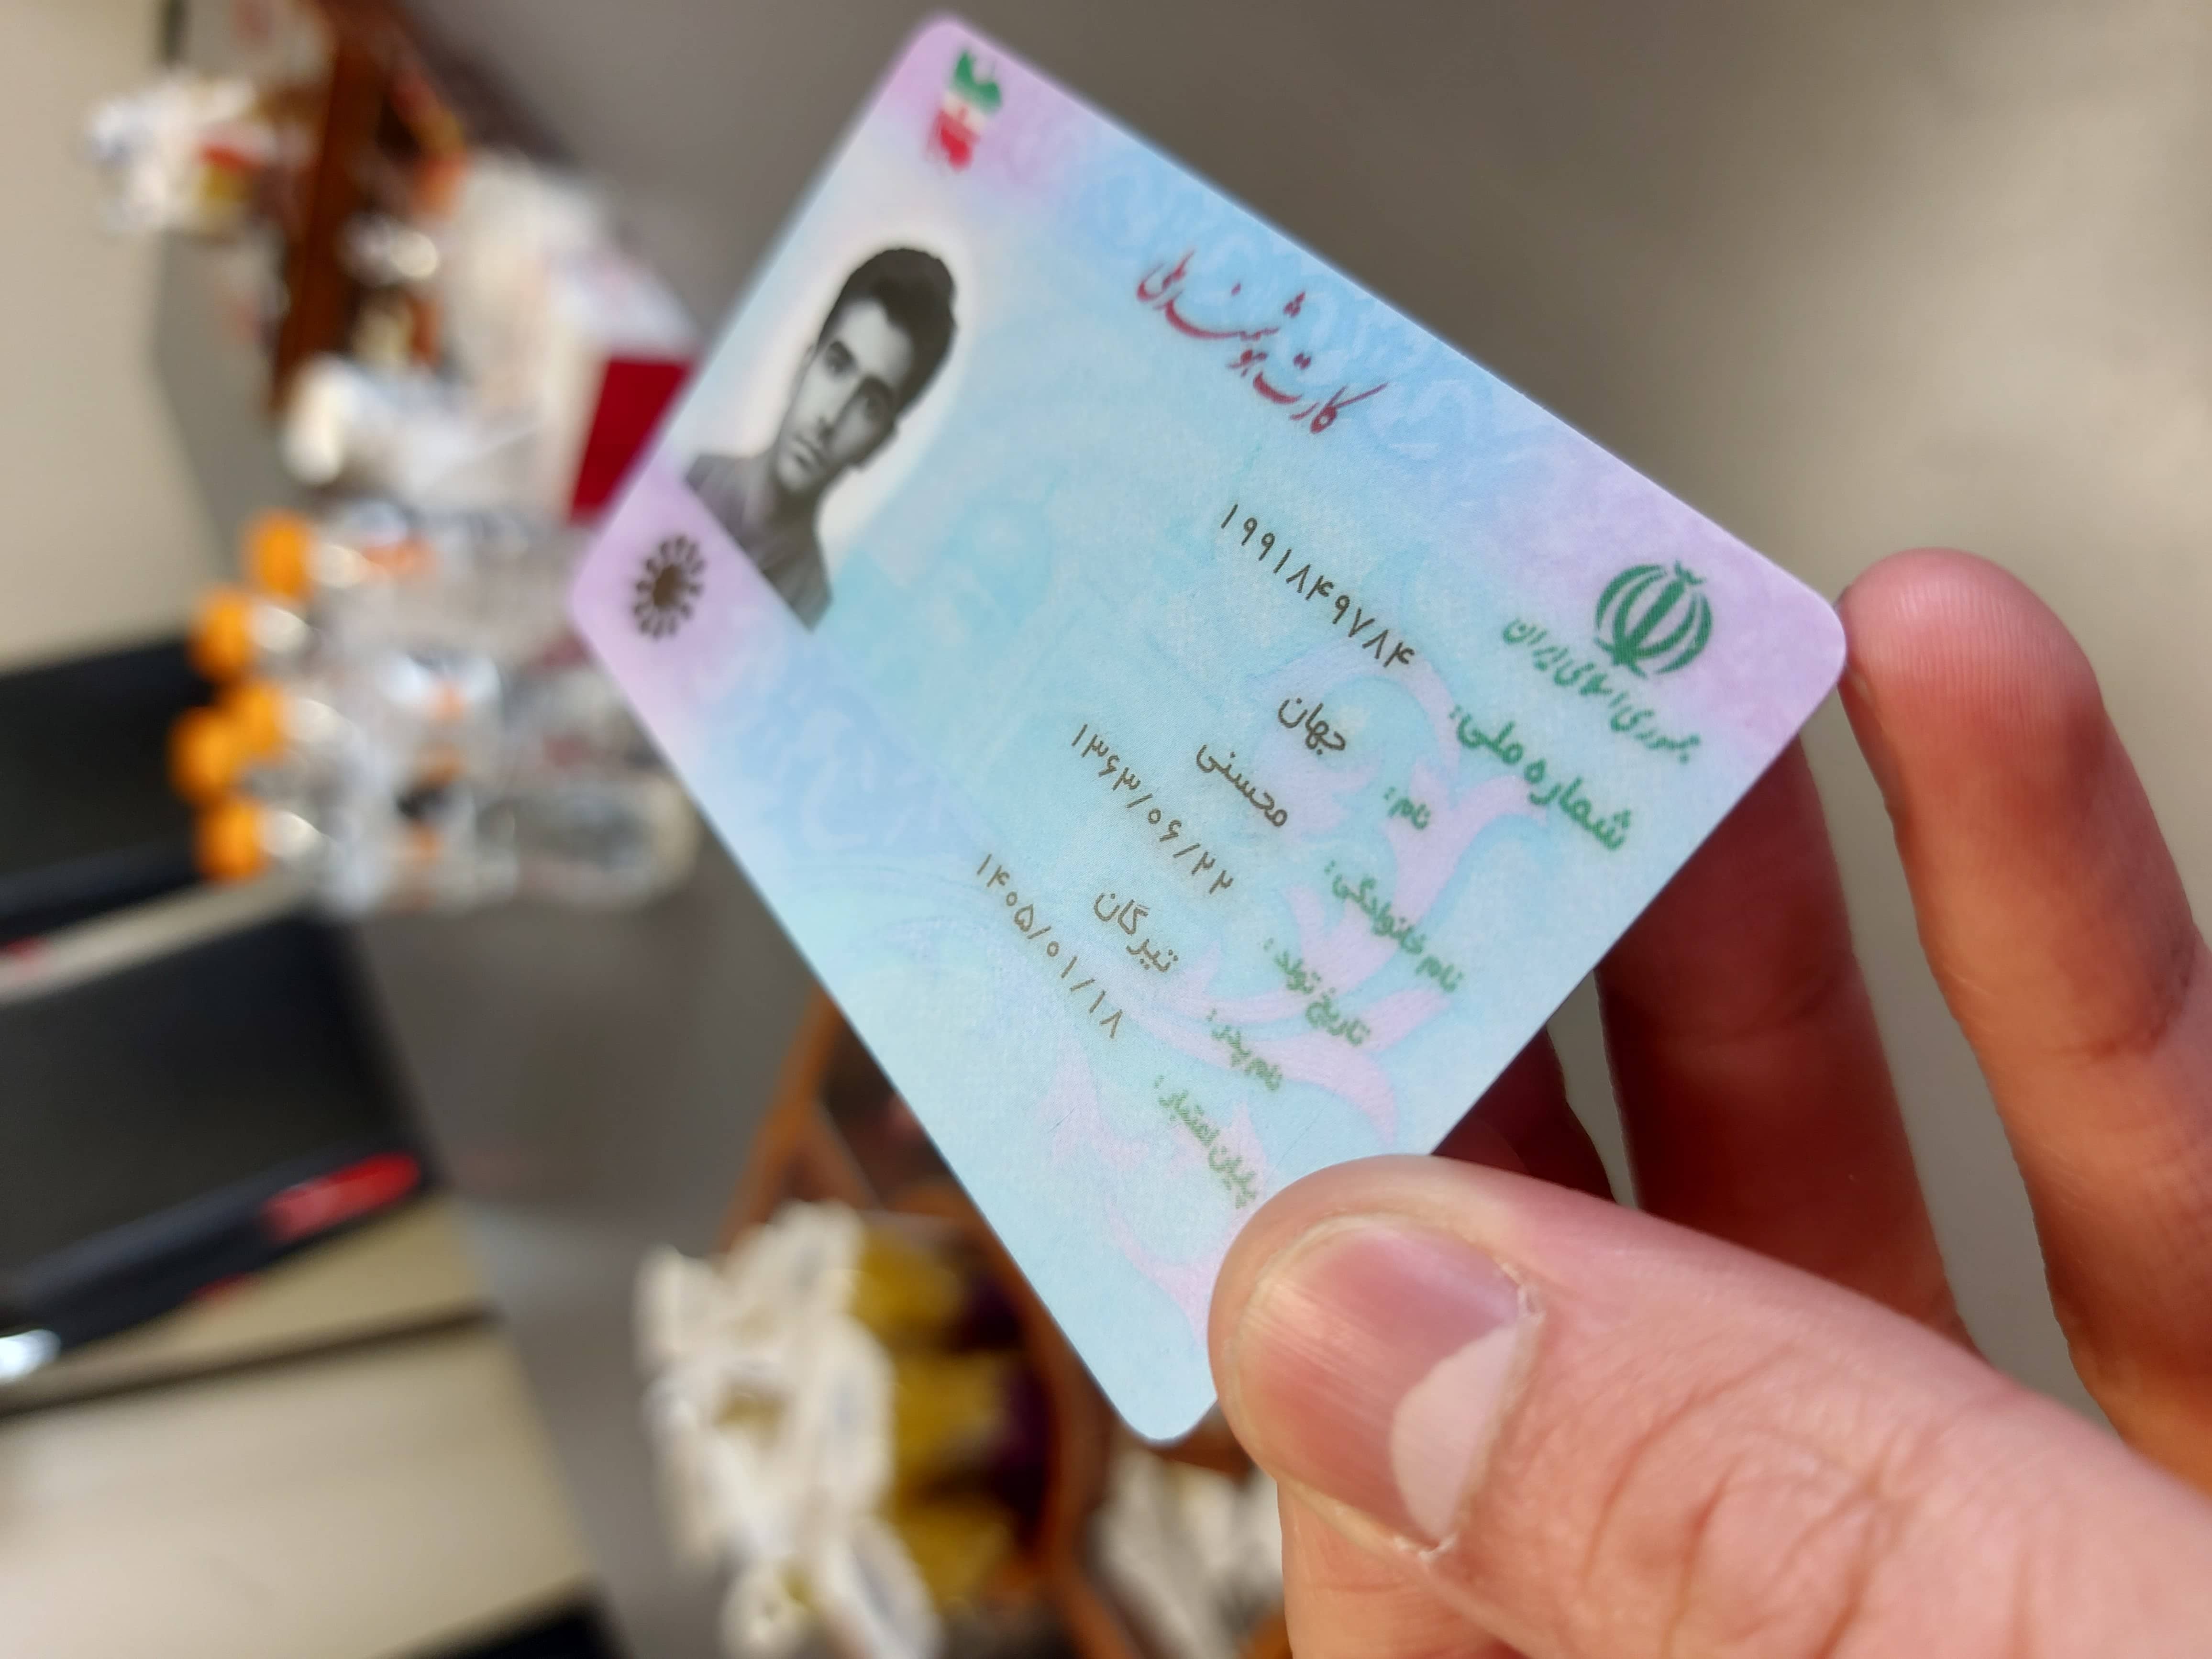 جمهوری اسلامی ایران
کارت هوشمند ملی
شماره ملی: ۱۹۹۱۸۴۹۷۸۴
نام: جهان
نام خانوادگی: محسنی
تاریخ تولد: ۱۳۶۳/۰۶/۲۲
نام پدر: تیرگان
پایان اعتبار: ۱۴۰۵/۰۱/۱۸